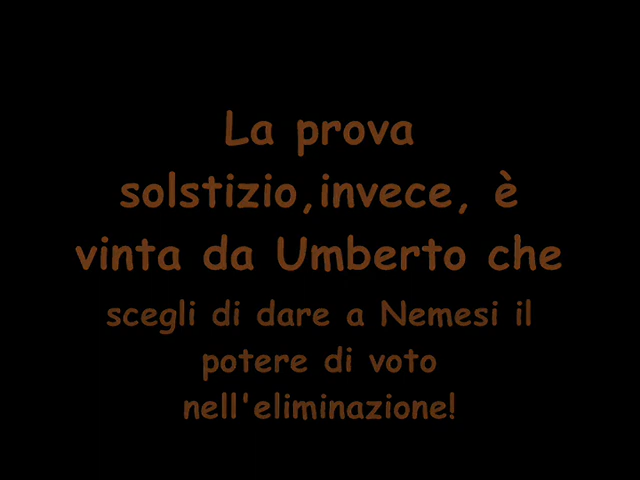 La prova
solstizio,invece, è
vinta da Umberto che
scegli di dare a Nemesi il
potere di voto
nell'eliminazione!